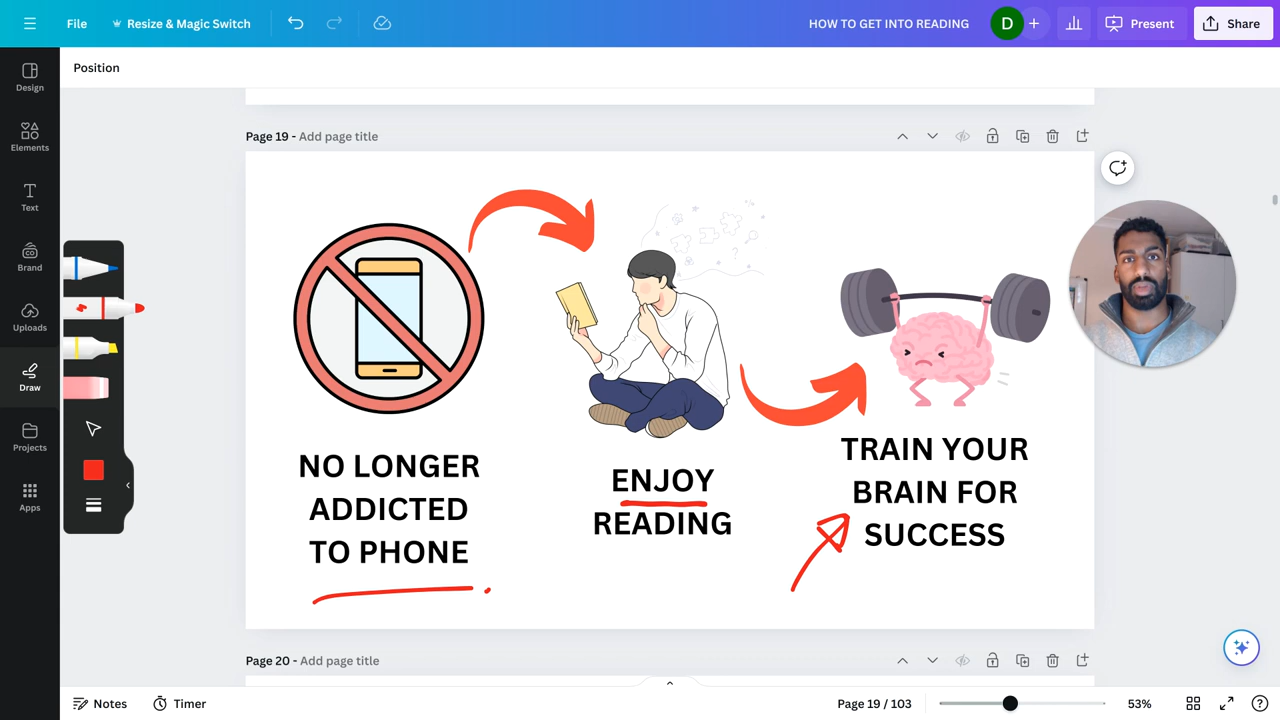 File
Resize & Magic Switch
HOW TO GET INTO READING
D
+
Present
Share
Position
Design
Elements
Text
Brand
Uploads
Draw
Projects
Apps
Page 19 - Add page title
NO LONGER
ADDICTED
TO PHONE
ENJOY
READING
TRAIN YOUR
BRAIN FOR
SUCCESS
Page 20 - Add page title
Notes
Timer
Page 19 / 103
53%